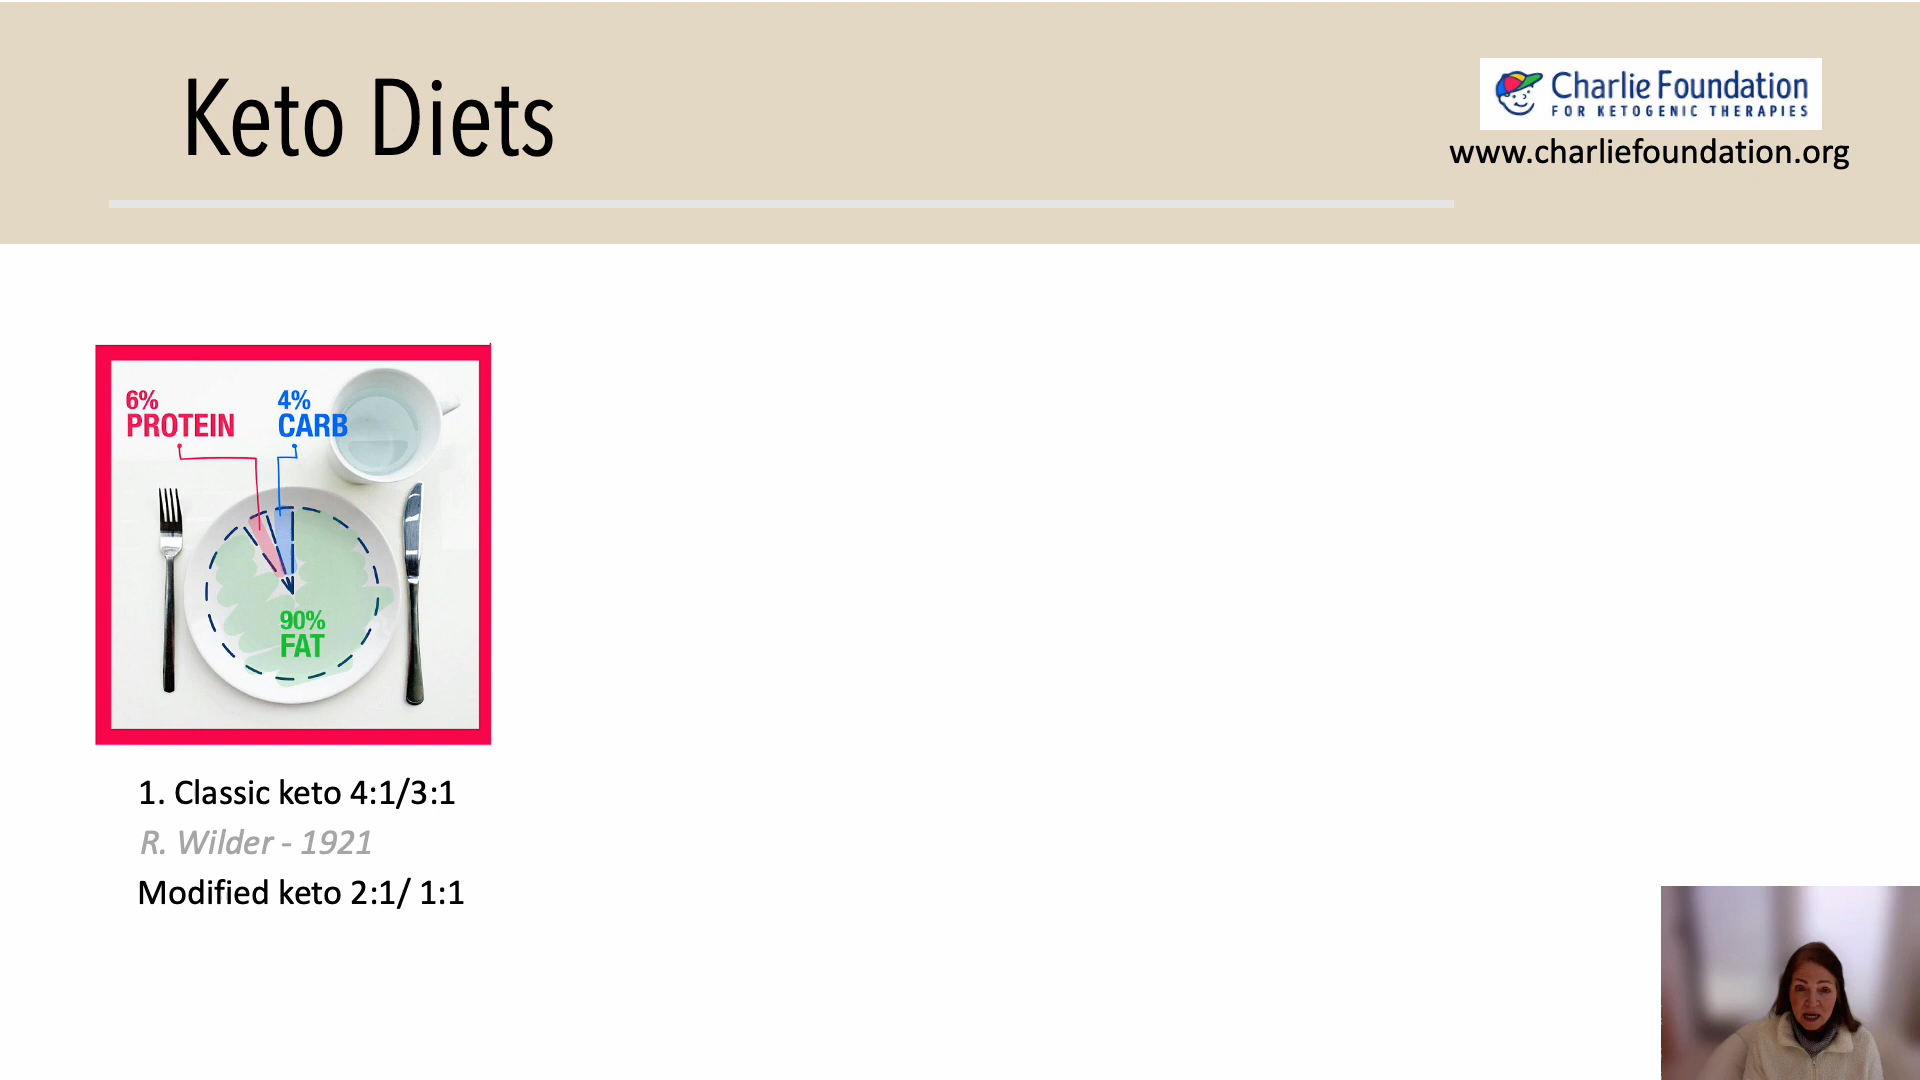 Keto Diets
Charlie Foundation
FOR KETOGENIC THERAPIES
www.charliefoundation.org
6%
PROTEIN
4%
CARB
90%
FAT
1. Classic keto 4:1/3:1
R. Wilder - 1921
Modified keto 2:1/ 1:1